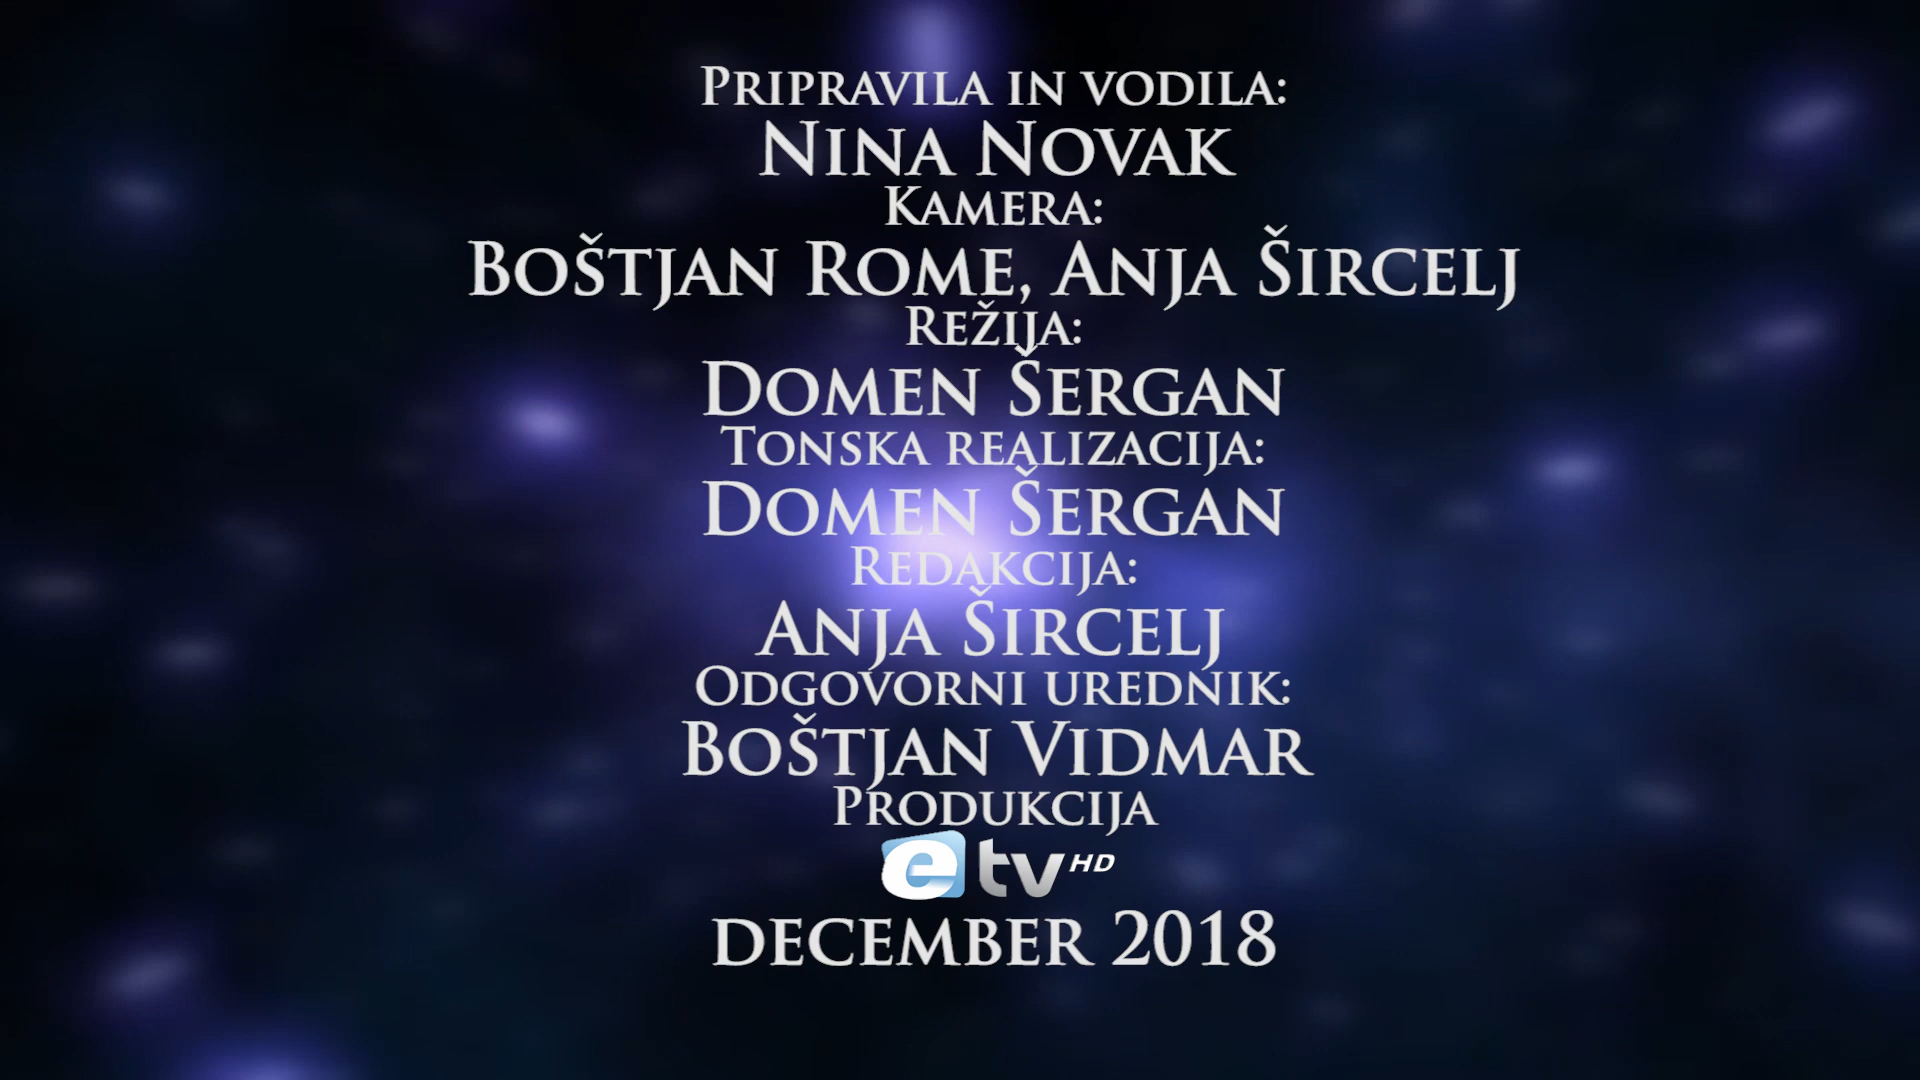 Pripravila in vodila:
Nina Novak
Kamera:
Boštjan Rome, Anja Šircelj
Režija:
Domen Šergan
Tonska realizacija:
Domen Šergan
Redakcija:
Anja Šircelj
Odgovorni urednik:
Boštjan Vidmar
Produkcija
etv HD
december 2018